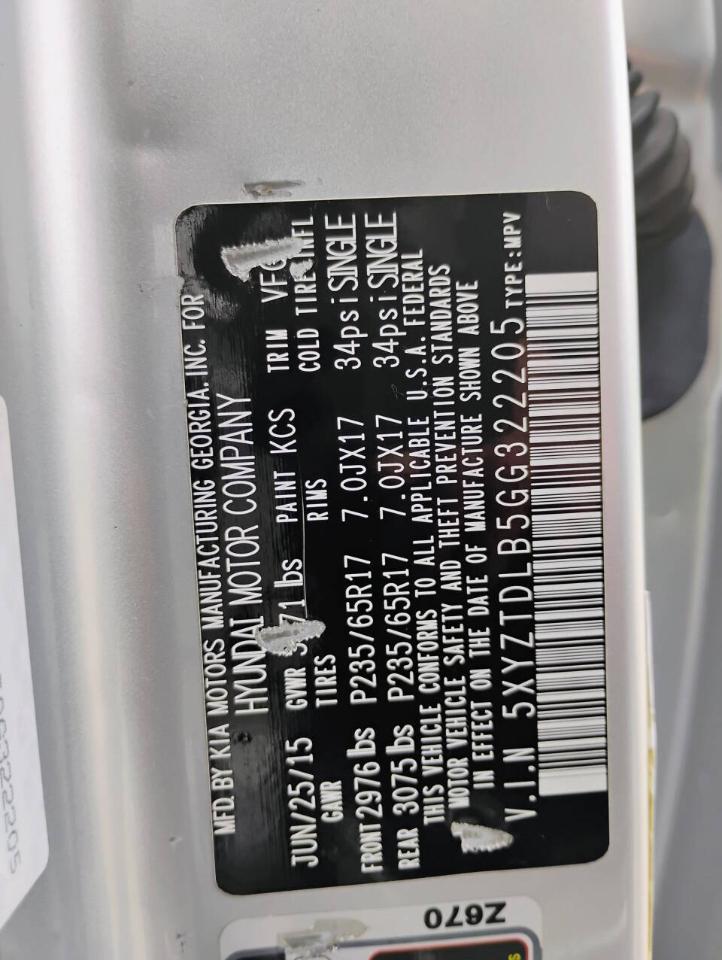 MFD. BY KIA MOTORS MANUFACTURING GEORGIA. INC. FOR
HYUNDAI MOTOR COMPANY
JUN/25/15 GVWR lbs PAINT KCS TRIM
GAWR TIRES RIMS COLD TIRE INFL
FRONT 2976 lbs P235/65R17 7.0JX17 34psi SINGLE
REAR 3075 lbs P235/65R17 7.0JX17 34psi SINGLE
THIS VEHICLE CONFORMS TO ALL APPLICABLE U.S.A. FEDERAL
MOTOR VEHICLE SAFETY AND THEFT PREVENTION STANDARDS
IN EFFECT ON THE DATE OF MANUFACTURE SHOWN ABOVE
V.I.N 5XYZTDLB5GG322205 TYPE:MPV
Z670